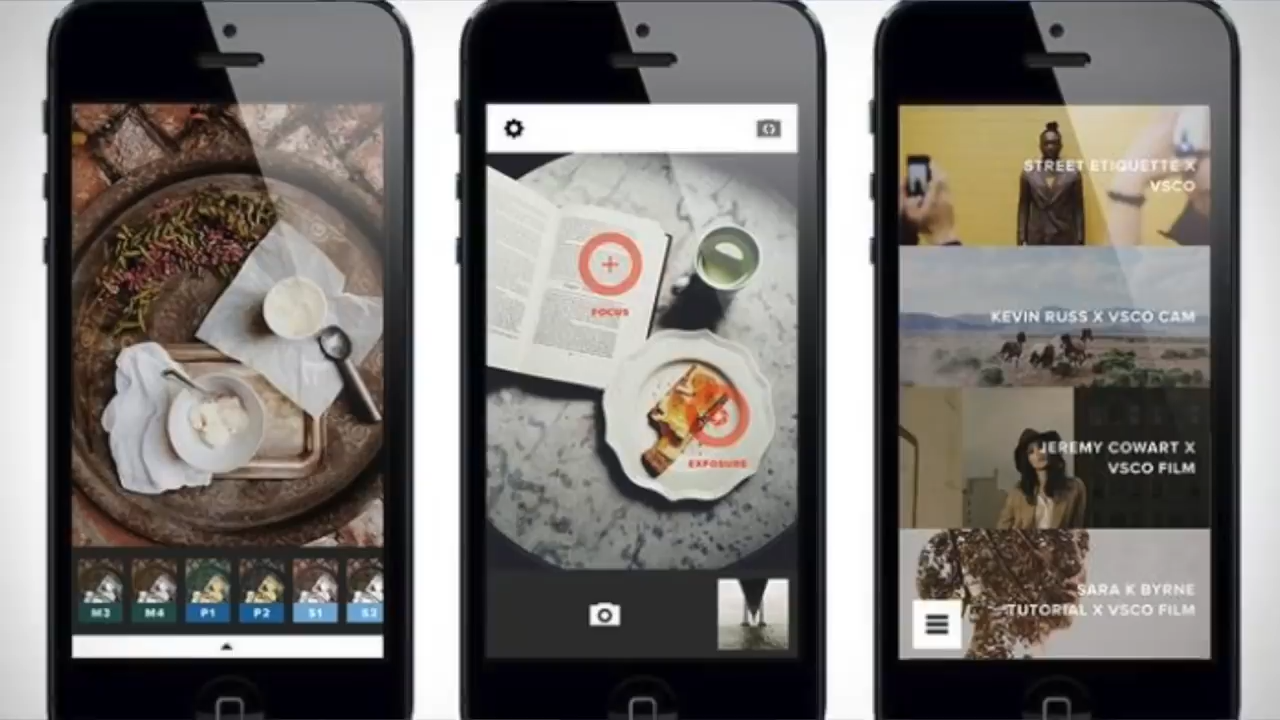 M3
M4
P1
P2
S1
S2
FOCUS
EXPOSURE
STREET ETIQUETTE X
VSCO
KEVIN RUSS X VSCO CAM
JEREMY COWART X
VSCO FILM
SARA K BYRNE
TUTORIAL X VSCO FILM